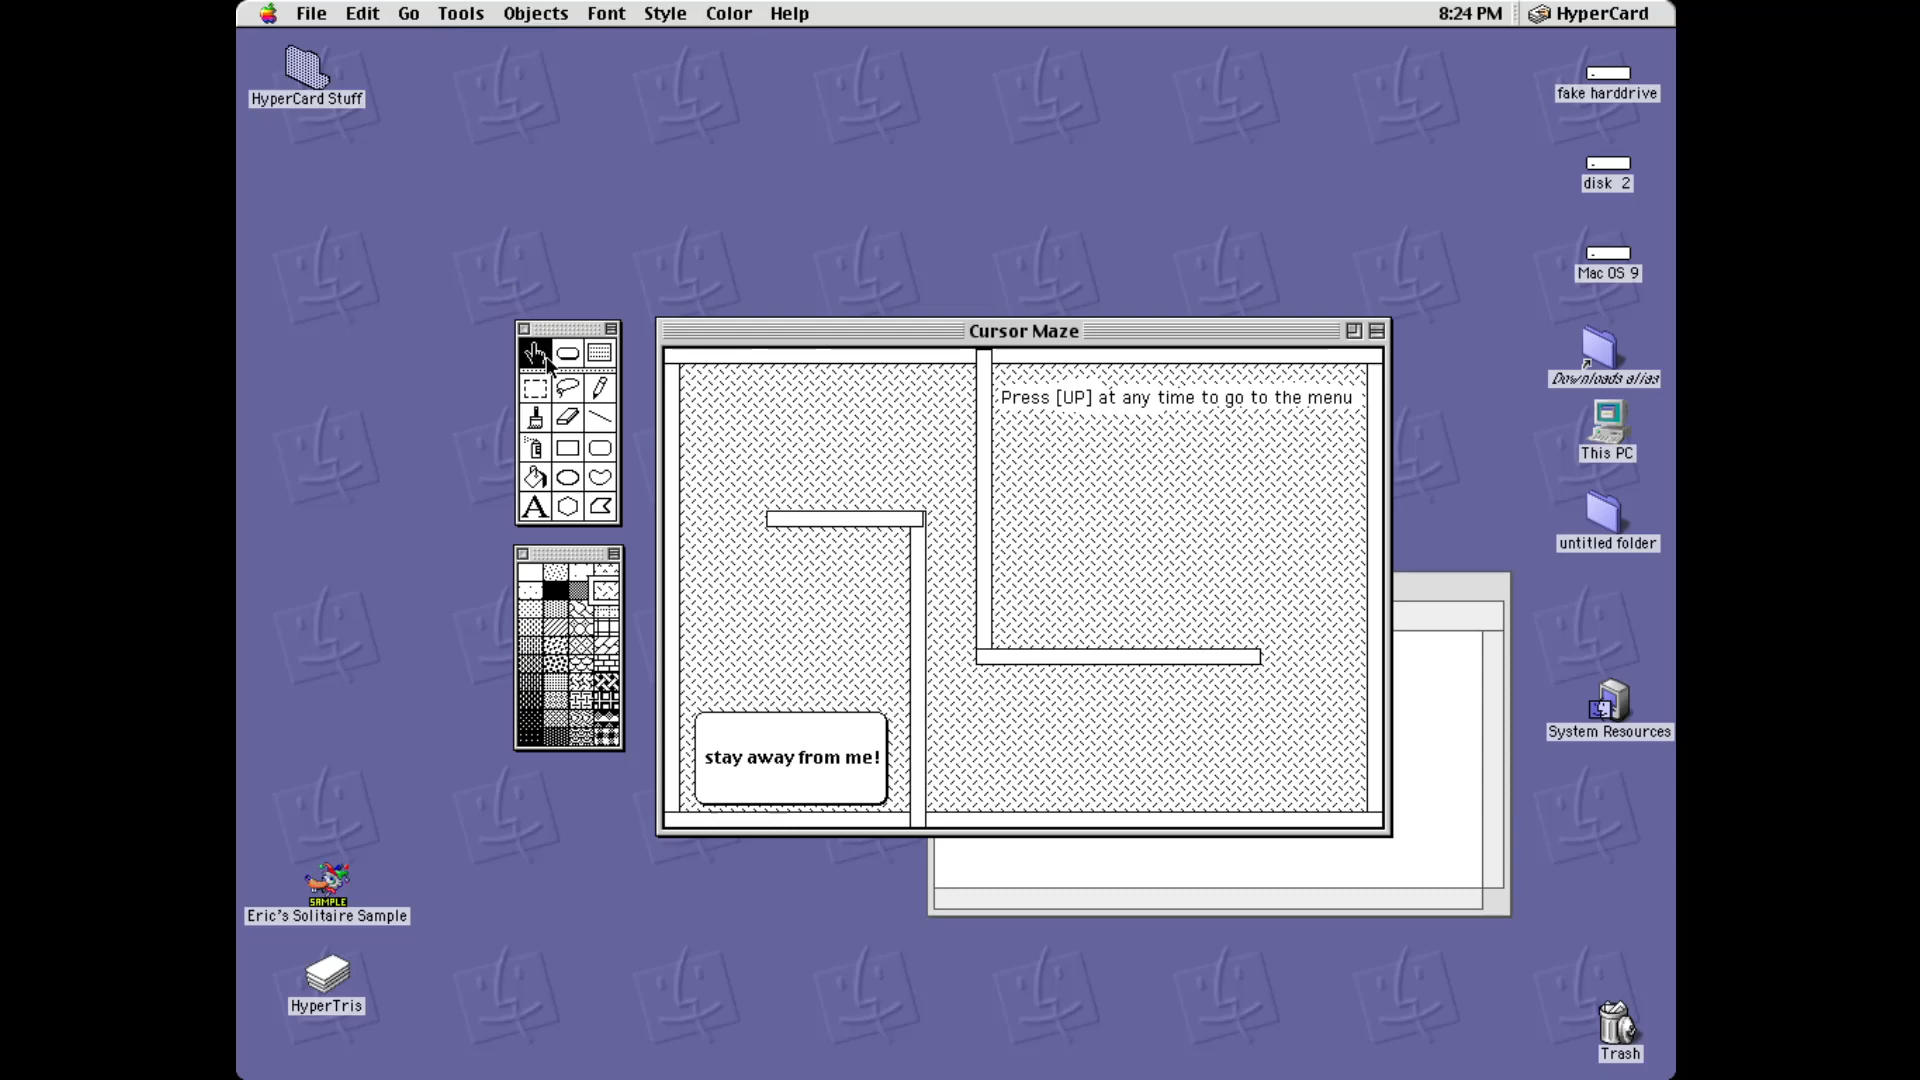 File Edit Go Tools Objects Font Style Color Help
8:24 PM HyperCard
HyperCard Stuff
fake harddrive
disk 2
Mac OS 9
Cursor Maze
Press [UP] at any time to go to the menu
Downloads alias
This PC
A
untitled folder
System Resources
stay away from me!
SAMPLE
Eric's Solitaire Sample
HyperTris
Trash